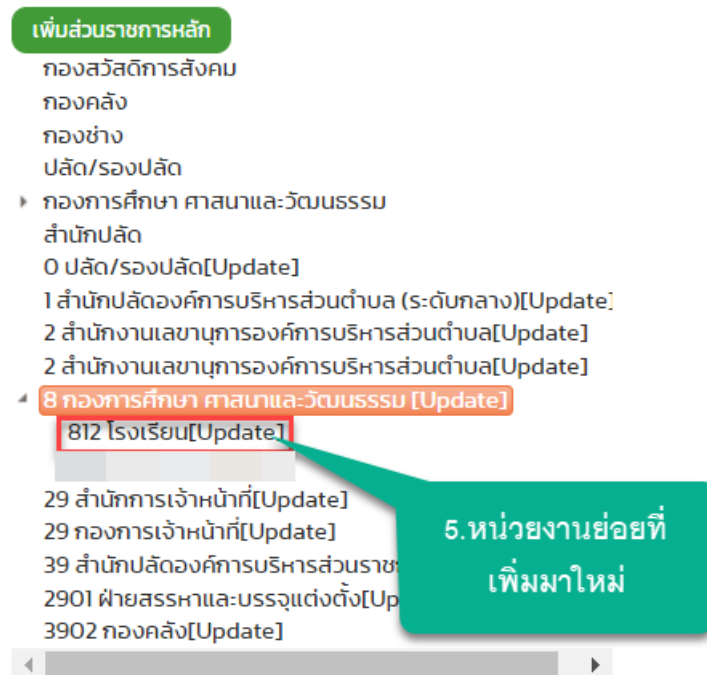 เพิ่มส่วนราชการหลัก
กองสวัสดิการสังคม
กองคลัง
กองช่าง
ปลัด/รองปลัด
กองการศึกษา ศาสนาและวัฒนธรรม
สำนักปลัด
0 ปลัด/รองปลัด[Update]
1 สำนักปลัดองค์การบริหารส่วนตำบล (ระดับกลาง)[Update]
2 สำนักงานเลขานุการองค์การบริหารส่วนตำบล[Update]
2 สำนักงานเลขานุการองค์การบริหารส่วนตำบล[Update]
8 กองการศึกษา ศาสนาและวัฒนธรรม [Update]
812 โรงเรียน[Update]
29 สำนักการเจ้าหน้าที่[Update]
29 กองการเจ้าหน้าที่[Update]
39 สำนักปลัดองค์การบริหารส่วนราช
2901 ฝ่ายสรรหาและบรรจุแต่งตั้ง[Up
3902 กองคลัง[Update]
5.หน่วยงานย่อยที่
เพิ่มมาใหม่